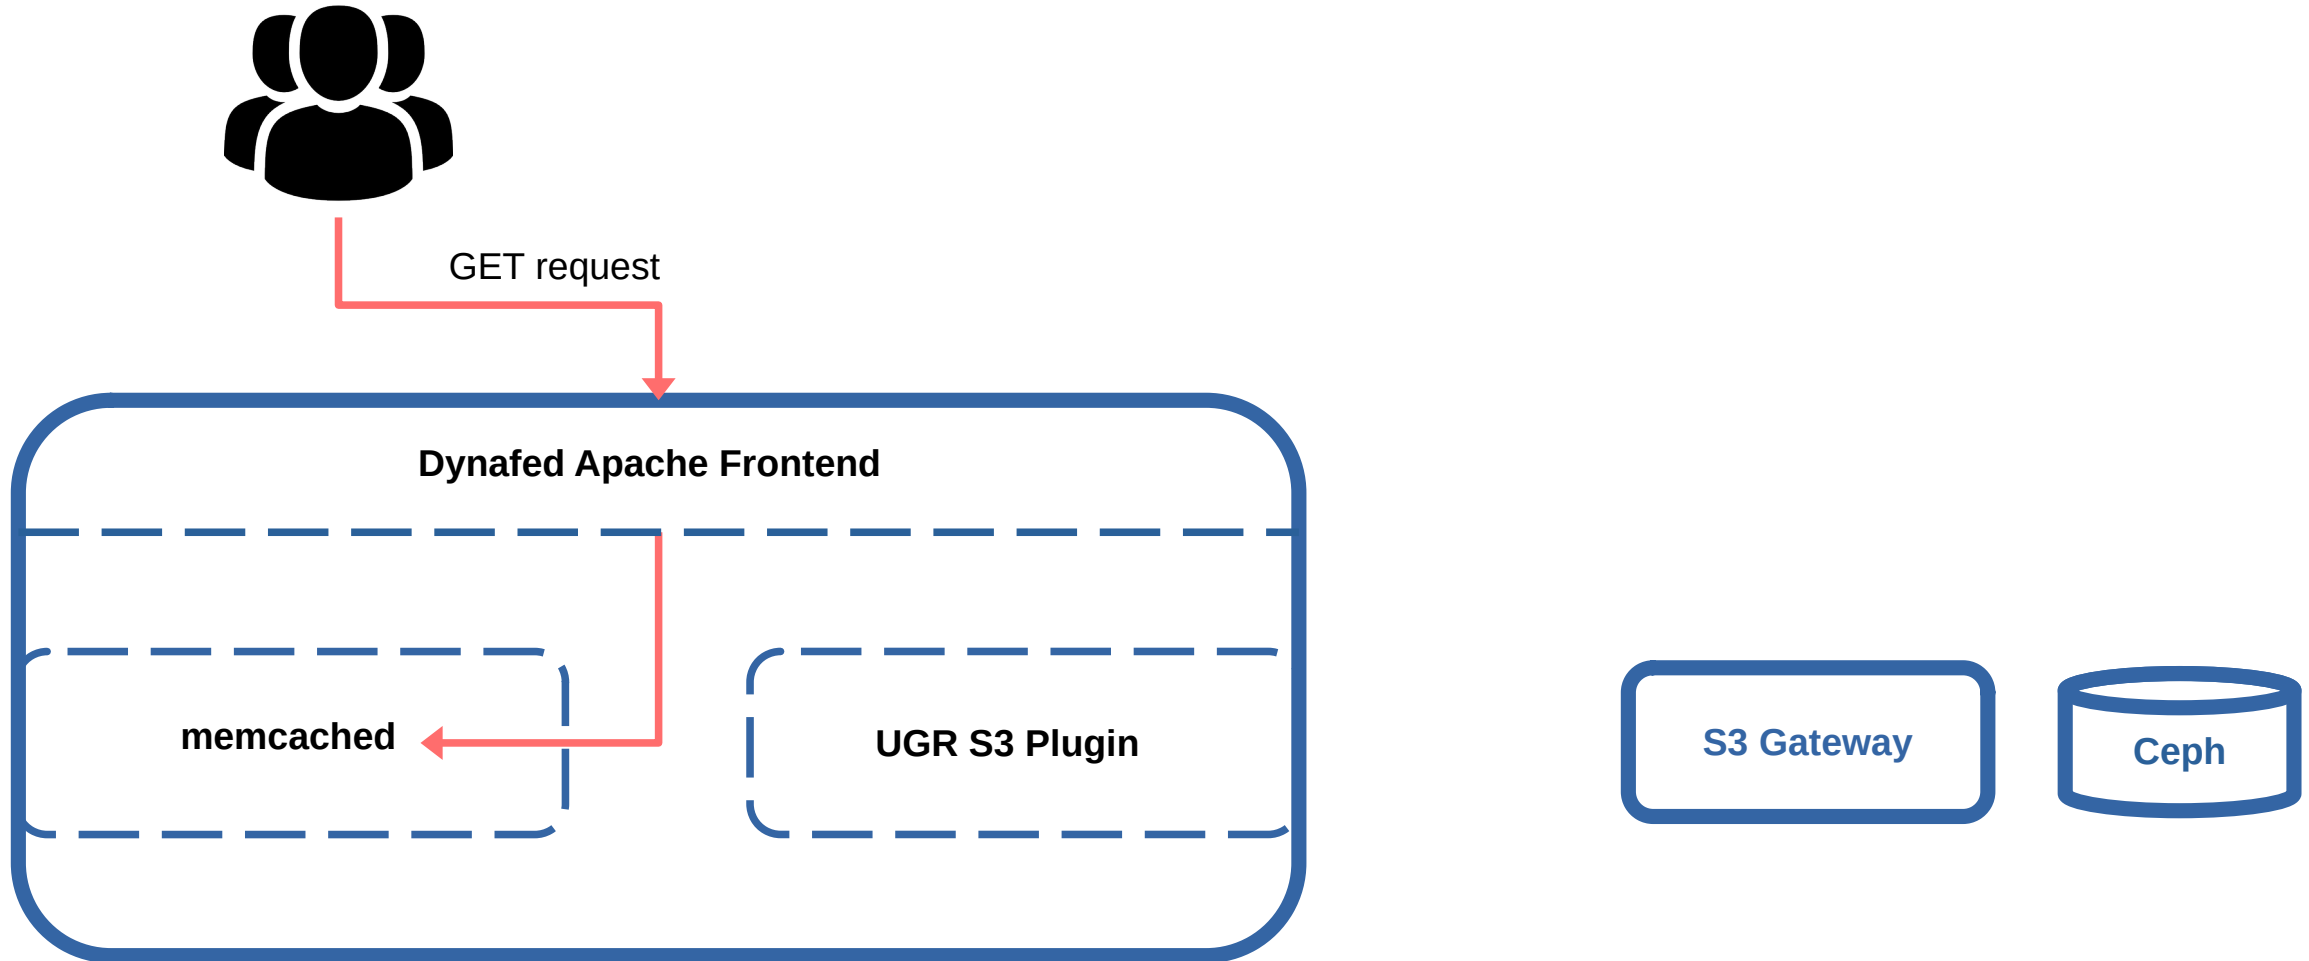 GET request
Dynafed Apache Frontend
memcached
UGR S3 Plugin
S3 Gateway
Ceph